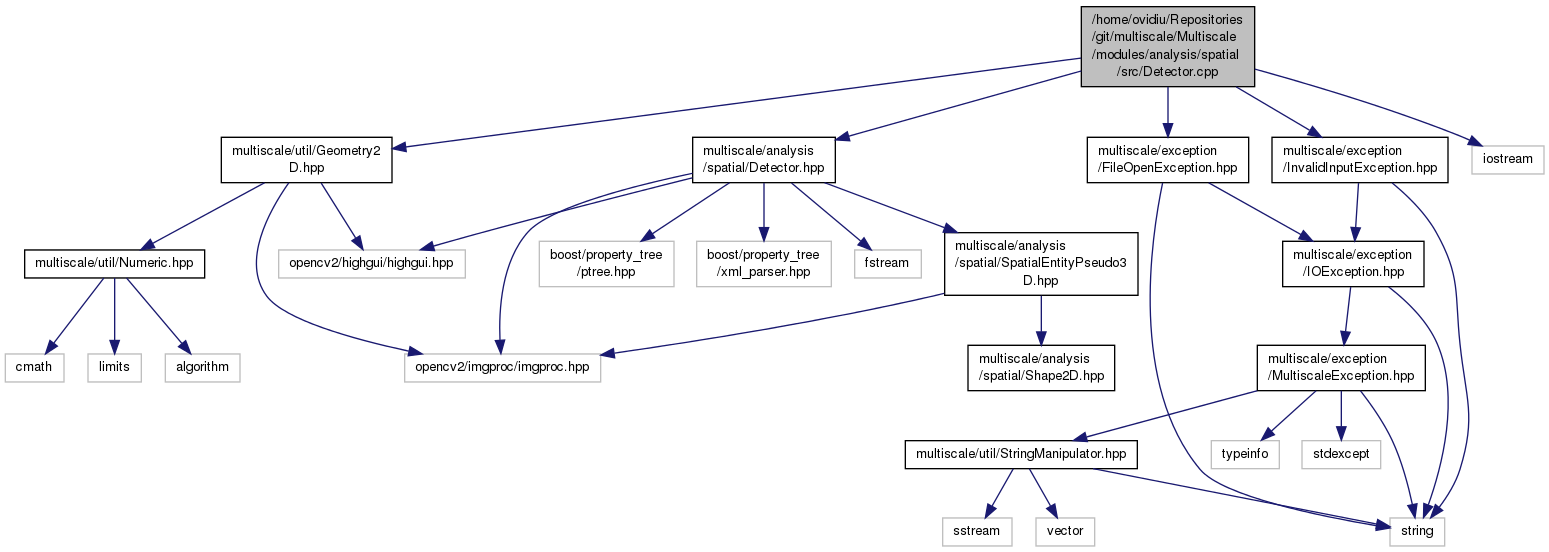 /home/ovidiu/Repositories
/git/multiscale/Multiscale
/modules/analysis/spatial
/src/Detector.cpp
multiscale/util/Geometry2
D.hpp
multiscale/analysis
/spatial/Detector.hpp
multiscale/exception
/FileOpenException.hpp
multiscale/exception
/InvalidInputException.hpp
iostream
multiscale/util/Numeric.hpp
opencv2/highgui/highgui.hpp
boost/property_tree
/ptree.hpp
boost/property_tree
/xml_parser.hpp
fstream
multiscale/analysis
/spatial/SpatialEntityPseudo3
D.hpp
multiscale/exception
/IOException.hpp
cmath
limits
algorithm
opencv2/imgproc/imgproc.hpp
multiscale/analysis
/spatial/Shape2D.hpp
multiscale/exception
/MultiscaleException.hpp
multiscale/util/StringManipulator.hpp
typeinfo
stdexcept
sstream
vector
string